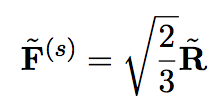 F̃⁽ˢ⁾ = √(2/3) R̃